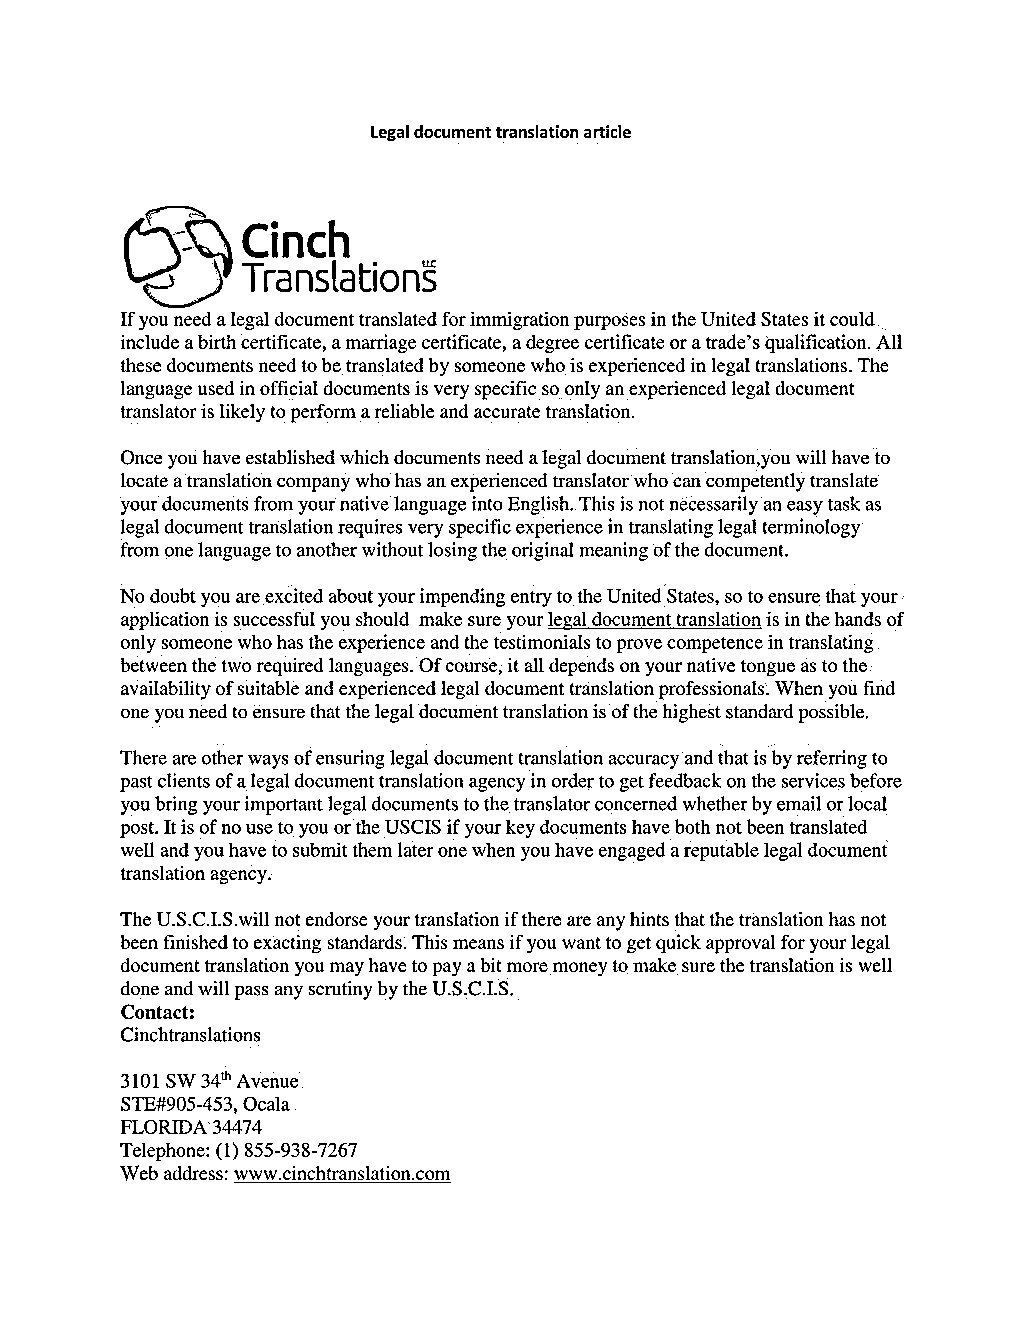 Legal document translation article
Cinch
Translations LLC
If you need a legal document translated for immigration purposes in the United States it could
include a birth certificate, a marriage certificate, a degree certificate or a trade's qualification. All
these documents need to be translated by someone who is experienced in legal translations. The
language used in official documents is very specific so only an experienced legal document
translator is likely to perform a reliable and accurate translation.
Once you have established which documents need a legal document translation,you will have to
locate a translation company who has an experienced translator who can competently translate
your documents from your native language into English. This is not necessarily an easy task as
legal document translation requires very specific experience in translating legal terminology
from one language to another without losing the original meaning of the document.
No doubt you are excited about your impending entry to the United States, so to ensure that your
application is successful you should  make sure your legal document translation is in the hands of
only someone who has the experience and the testimonials to prove competence in translating
between the two required languages. Of course, it all depends on your native tongue as to the
availability of suitable and experienced legal document translation professionals. When you find
one you need to ensure that the legal document translation is of the highest standard possible.
There are other ways of ensuring legal document translation accuracy and that is by referring to
past clients of a legal document translation agency in order to get feedback on the services before
you bring your important legal documents to the translator concerned whether by email or local
post. It is of no use to you or the USCIS if your key documents have both not been translated
well and you have to submit them later one when you have engaged a reputable legal document
translation agency.
The U.S.C.I.S.will not endorse your translation if there are any hints that the translation has not
been finished to exacting standards. This means if you want to get quick approval for your legal
document translation you may have to pay a bit more money to make sure the translation is well
done and will pass any scrutiny by the U.S.C.I.S.
Contact:
Cinchtranslations
3101 SW 34th Avenue
STE#905-453, Ocala
FLORIDA 34474
Telephone: (1) 855-938-7267
Web address: www.cinchtranslation.com